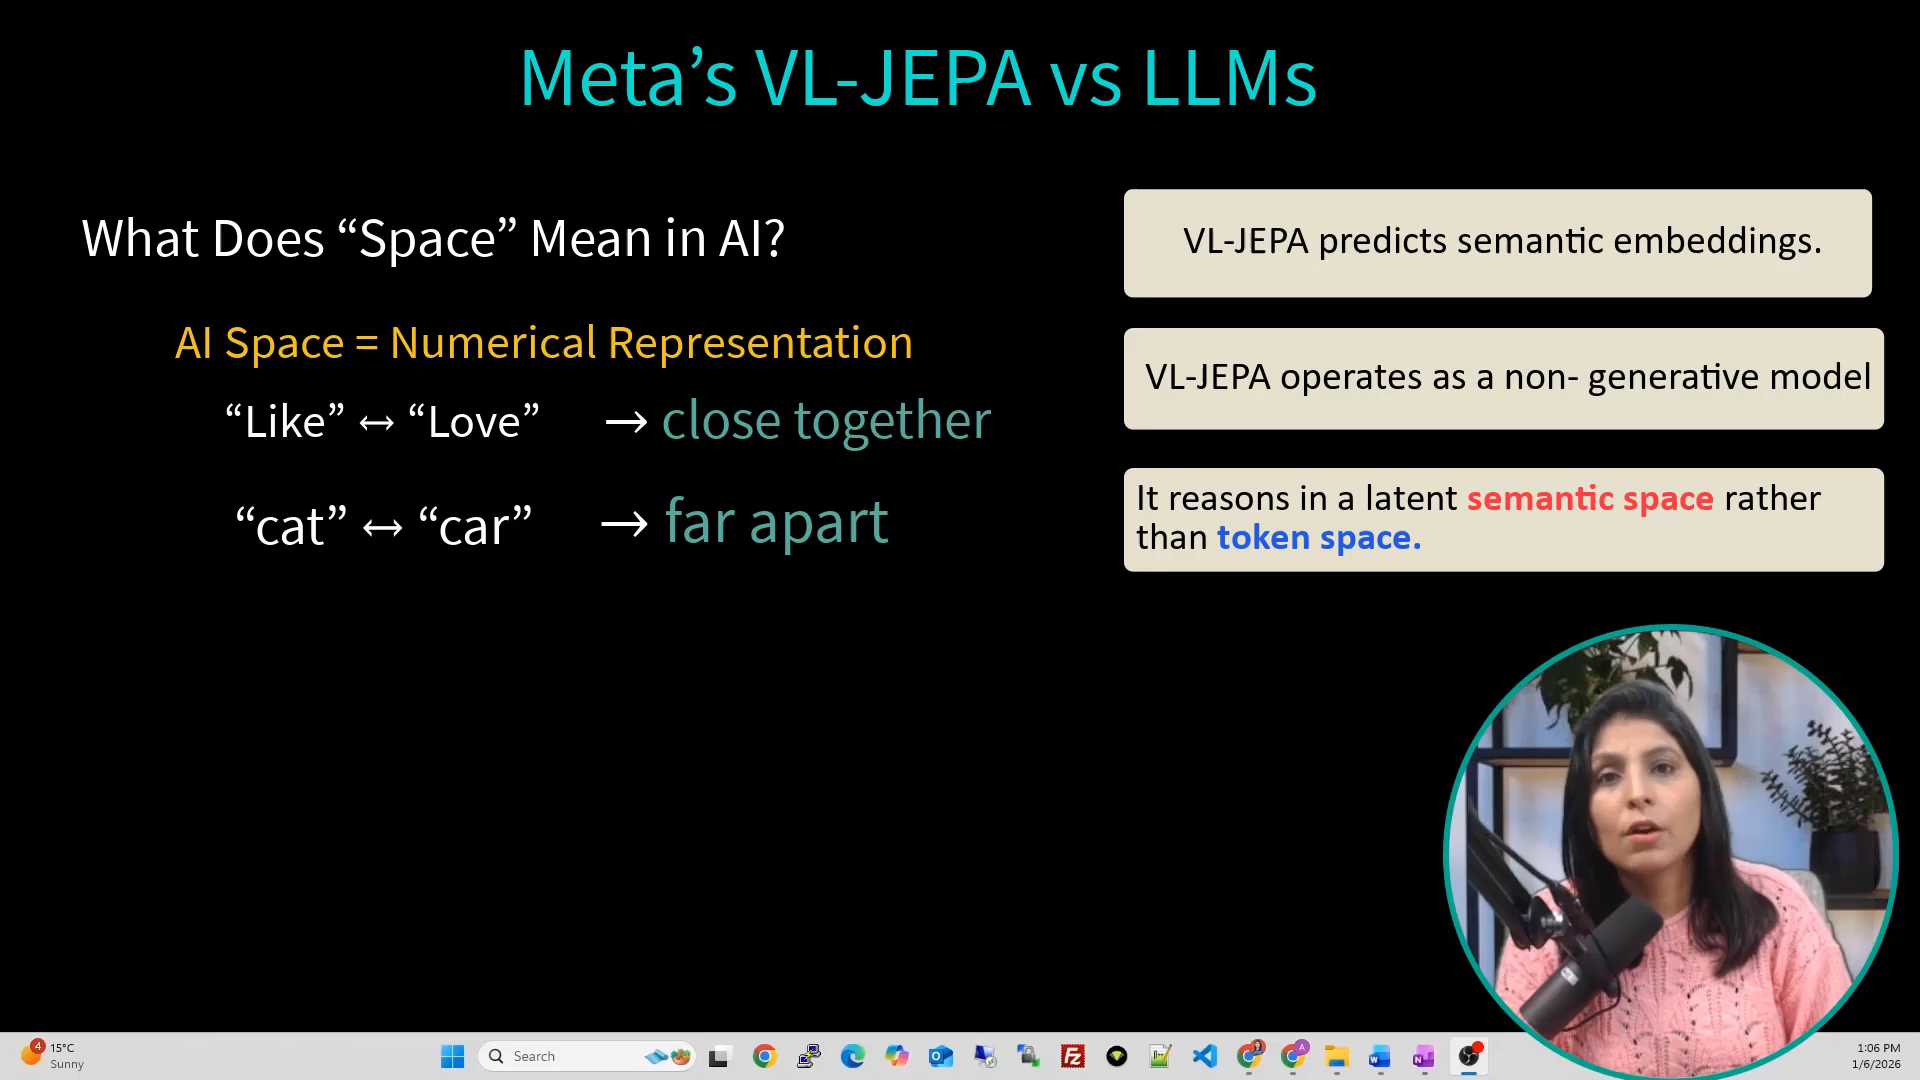 Meta’s VL-JEPA vs LLMs
What Does “Space” Mean in AI?
AI Space = Numerical Representation
“Like” ↔ “Love” → close together
“cat” ↔ “car” → far apart
VL-JEPA predicts semantic embeddings.
VL-JEPA operates as a non- generative model
It reasons in a latent semantic space rather
than token space.
4
15°C
Sunny
Search
1:06 PM
1/6/2026